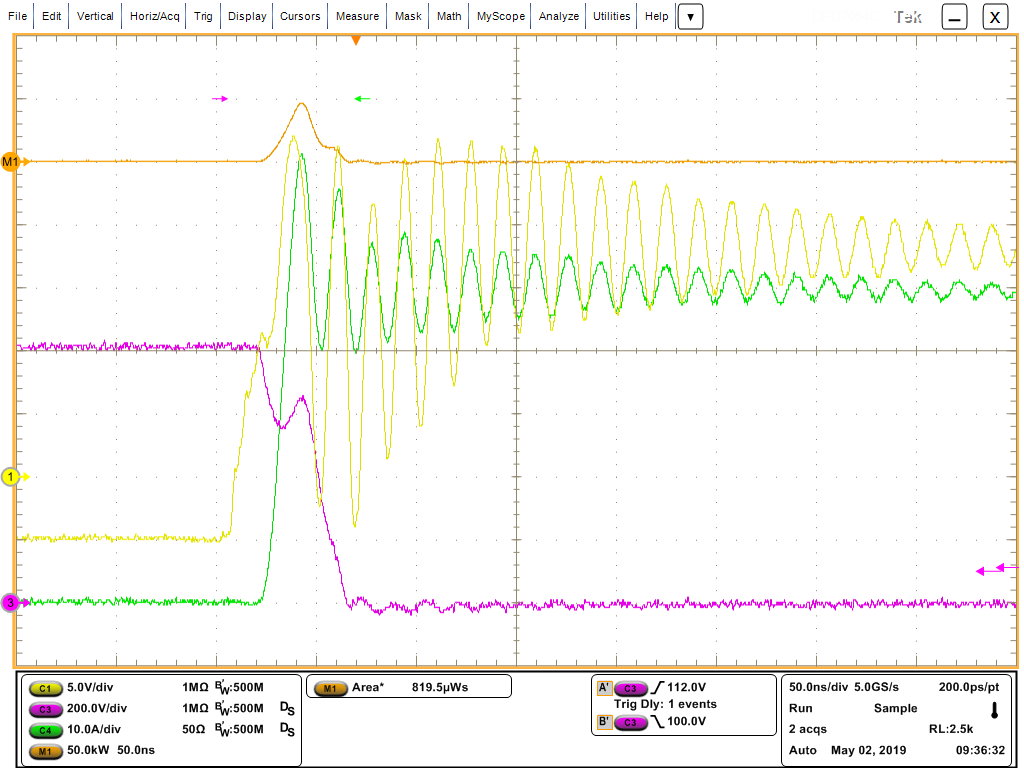 File Edit Vertical Horiz/Acq Trig Display Cursors Measure Mask Math MyScope Analyze Utilities Help ▼ Tek X
M1
1
3
C1 5.0V/div 1MΩ BW:500M
C3 200.0V/div 1MΩ BW:500M DS
C4 10.0A/div 50Ω BW:500M DS
M1 50.0kW 50.0ns
M1 Area* 819.5µWs
A' C3 112.0V
Trig Dly: 1 events
B' C3 100.0V
50.0ns/div 5.0GS/s 200.0ps/pt
Run Sample
2 acqs RL:2.5k
Auto May 02, 2019 09:36:32